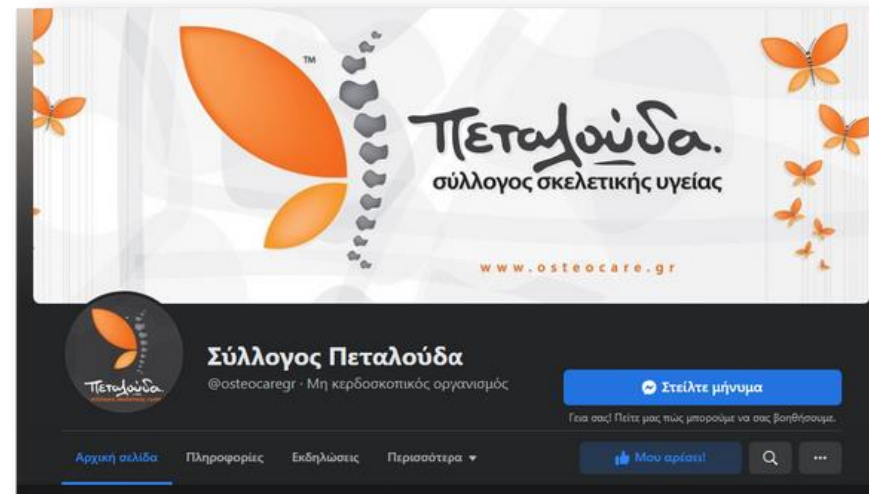 TM
Πεταλούδα.
σύλλογος σκελετικής υγείας
www.osteocare.gr
Πεταλούδα.
Σύλλογος Πεταλούδα
@osteocaregr · Μη κερδοσκοπικός οργανισμός
Στείλτε μήνυμα
Γεια σας! Πείτε μας πώς μπορούμε να σας βοηθήσουμε.
Αρχική σελίδα Πληροφορίες Εκδηλώσεις Περισσότερα
Μου αρέσει!